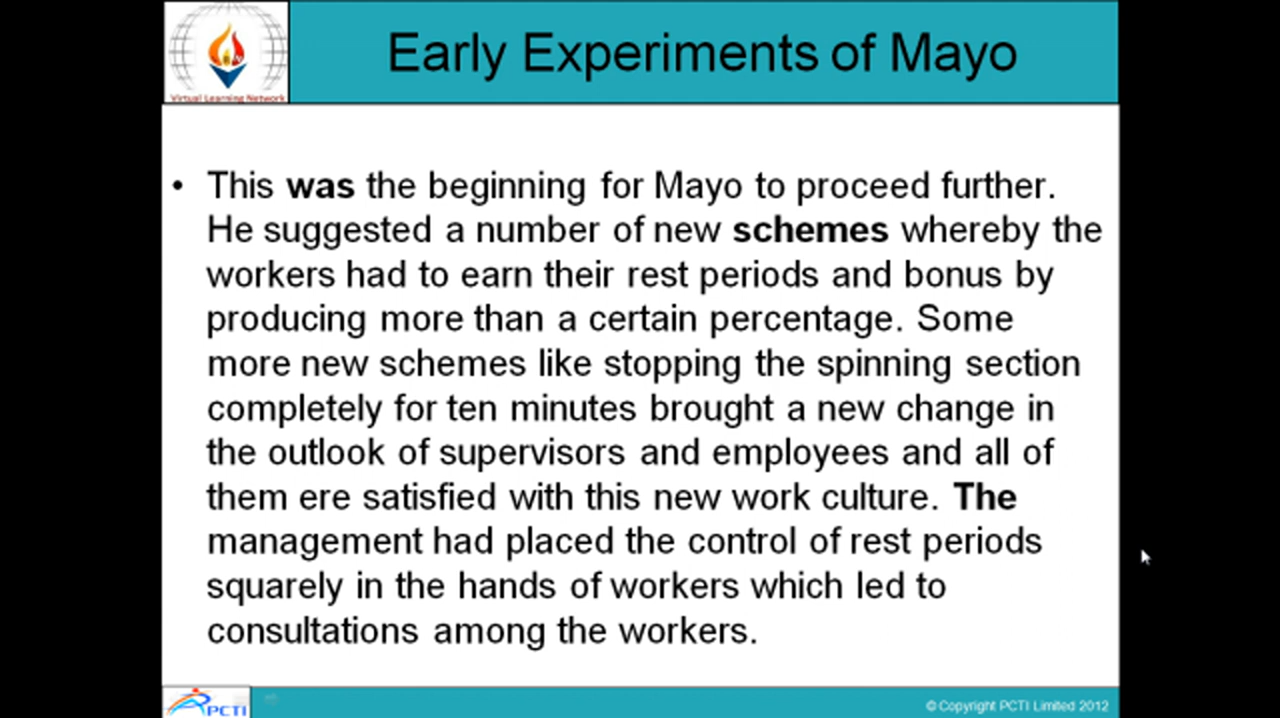 Early Experiments of Mayo
Virtual Learning Network
• This was the beginning for Mayo to proceed further.
He suggested a number of new schemes whereby the
workers had to earn their rest periods and bonus by
producing more than a certain percentage. Some
more new schemes like stopping the spinning section
completely for ten minutes brought a new change in
the outlook of supervisors and employees and all of
them ere satisfied with this new work culture. The
management had placed the control of rest periods
squarely in the hands of workers which led to
consultations among the workers.
PCTI
© Copyright PCTI Limited 2012